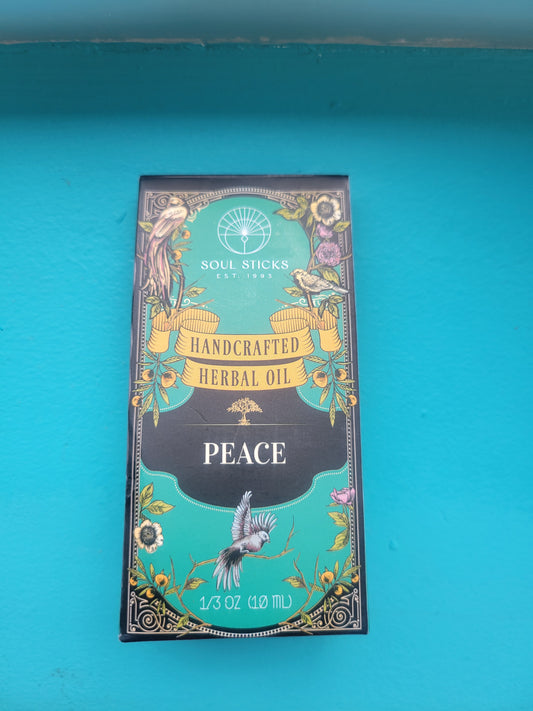 SOUL STICKS
EST. 1993
HANDCRAFTED
HERBAL OIL
PEACE
1/3 OZ (10 ML)